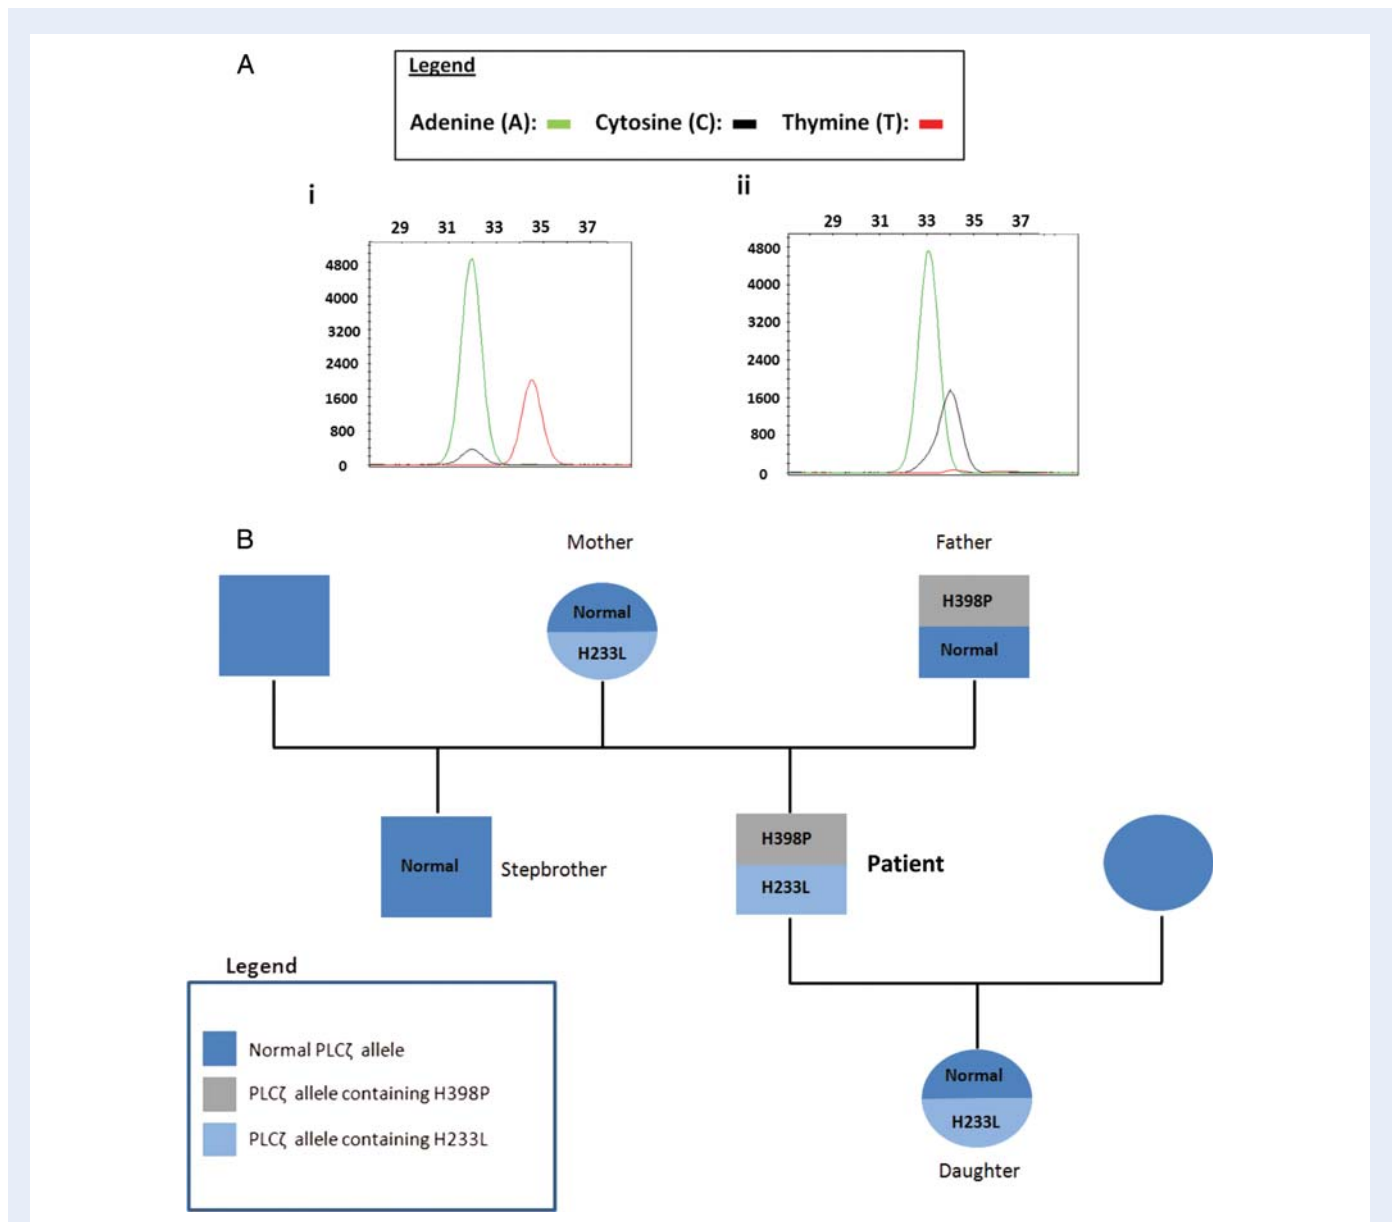 A
Legend
Adenine (A): Cytosine (C): Thymine (T):
i
29 31 33 35 37
4800
4000
3200
2400
1600
800
0
ii
29 31 33 35 37
4800
4000
3200
2400
1600
800
0
B
Mother Father
Normal
H233L
H398P
Normal
Normal
Stepbrother
H398P
H233L
Patient
Legend
Normal PLCζ allele
PLCζ allele containing H398P
PLCζ allele containing H233L
Normal
H233L
Daughter